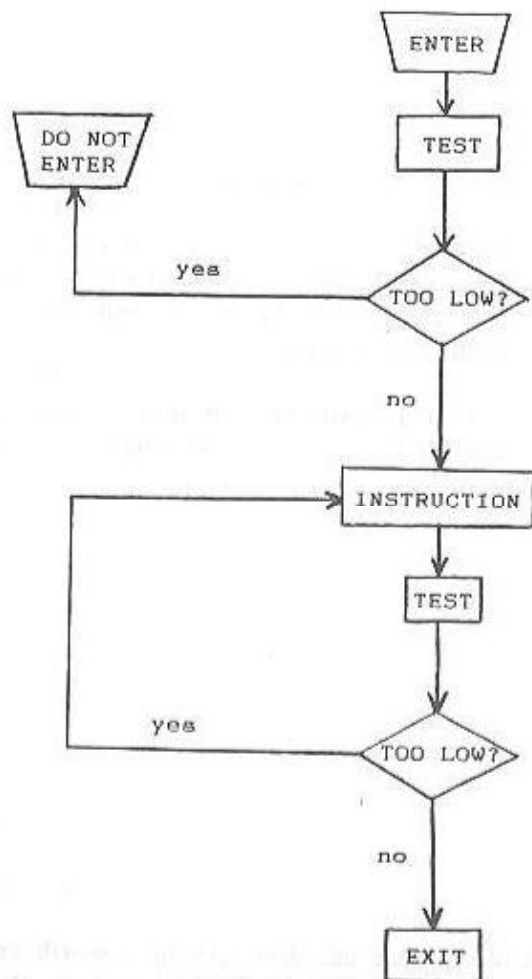 ENTER
TEST
DO NOT
ENTER
yes
TOO LOW?
no
INSTRUCTION
TEST
yes
TOO LOW?
no
EXIT